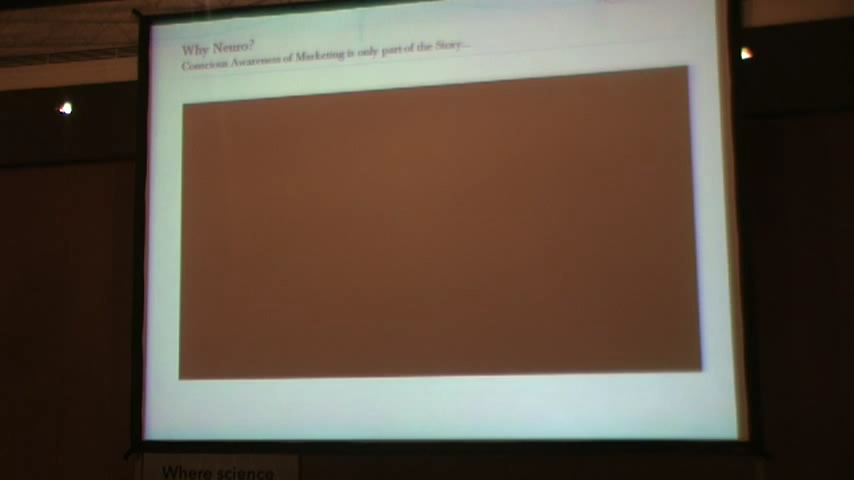 Why Neuro?
Conscious Awareness of Marketing is only part of the Story...
Where science